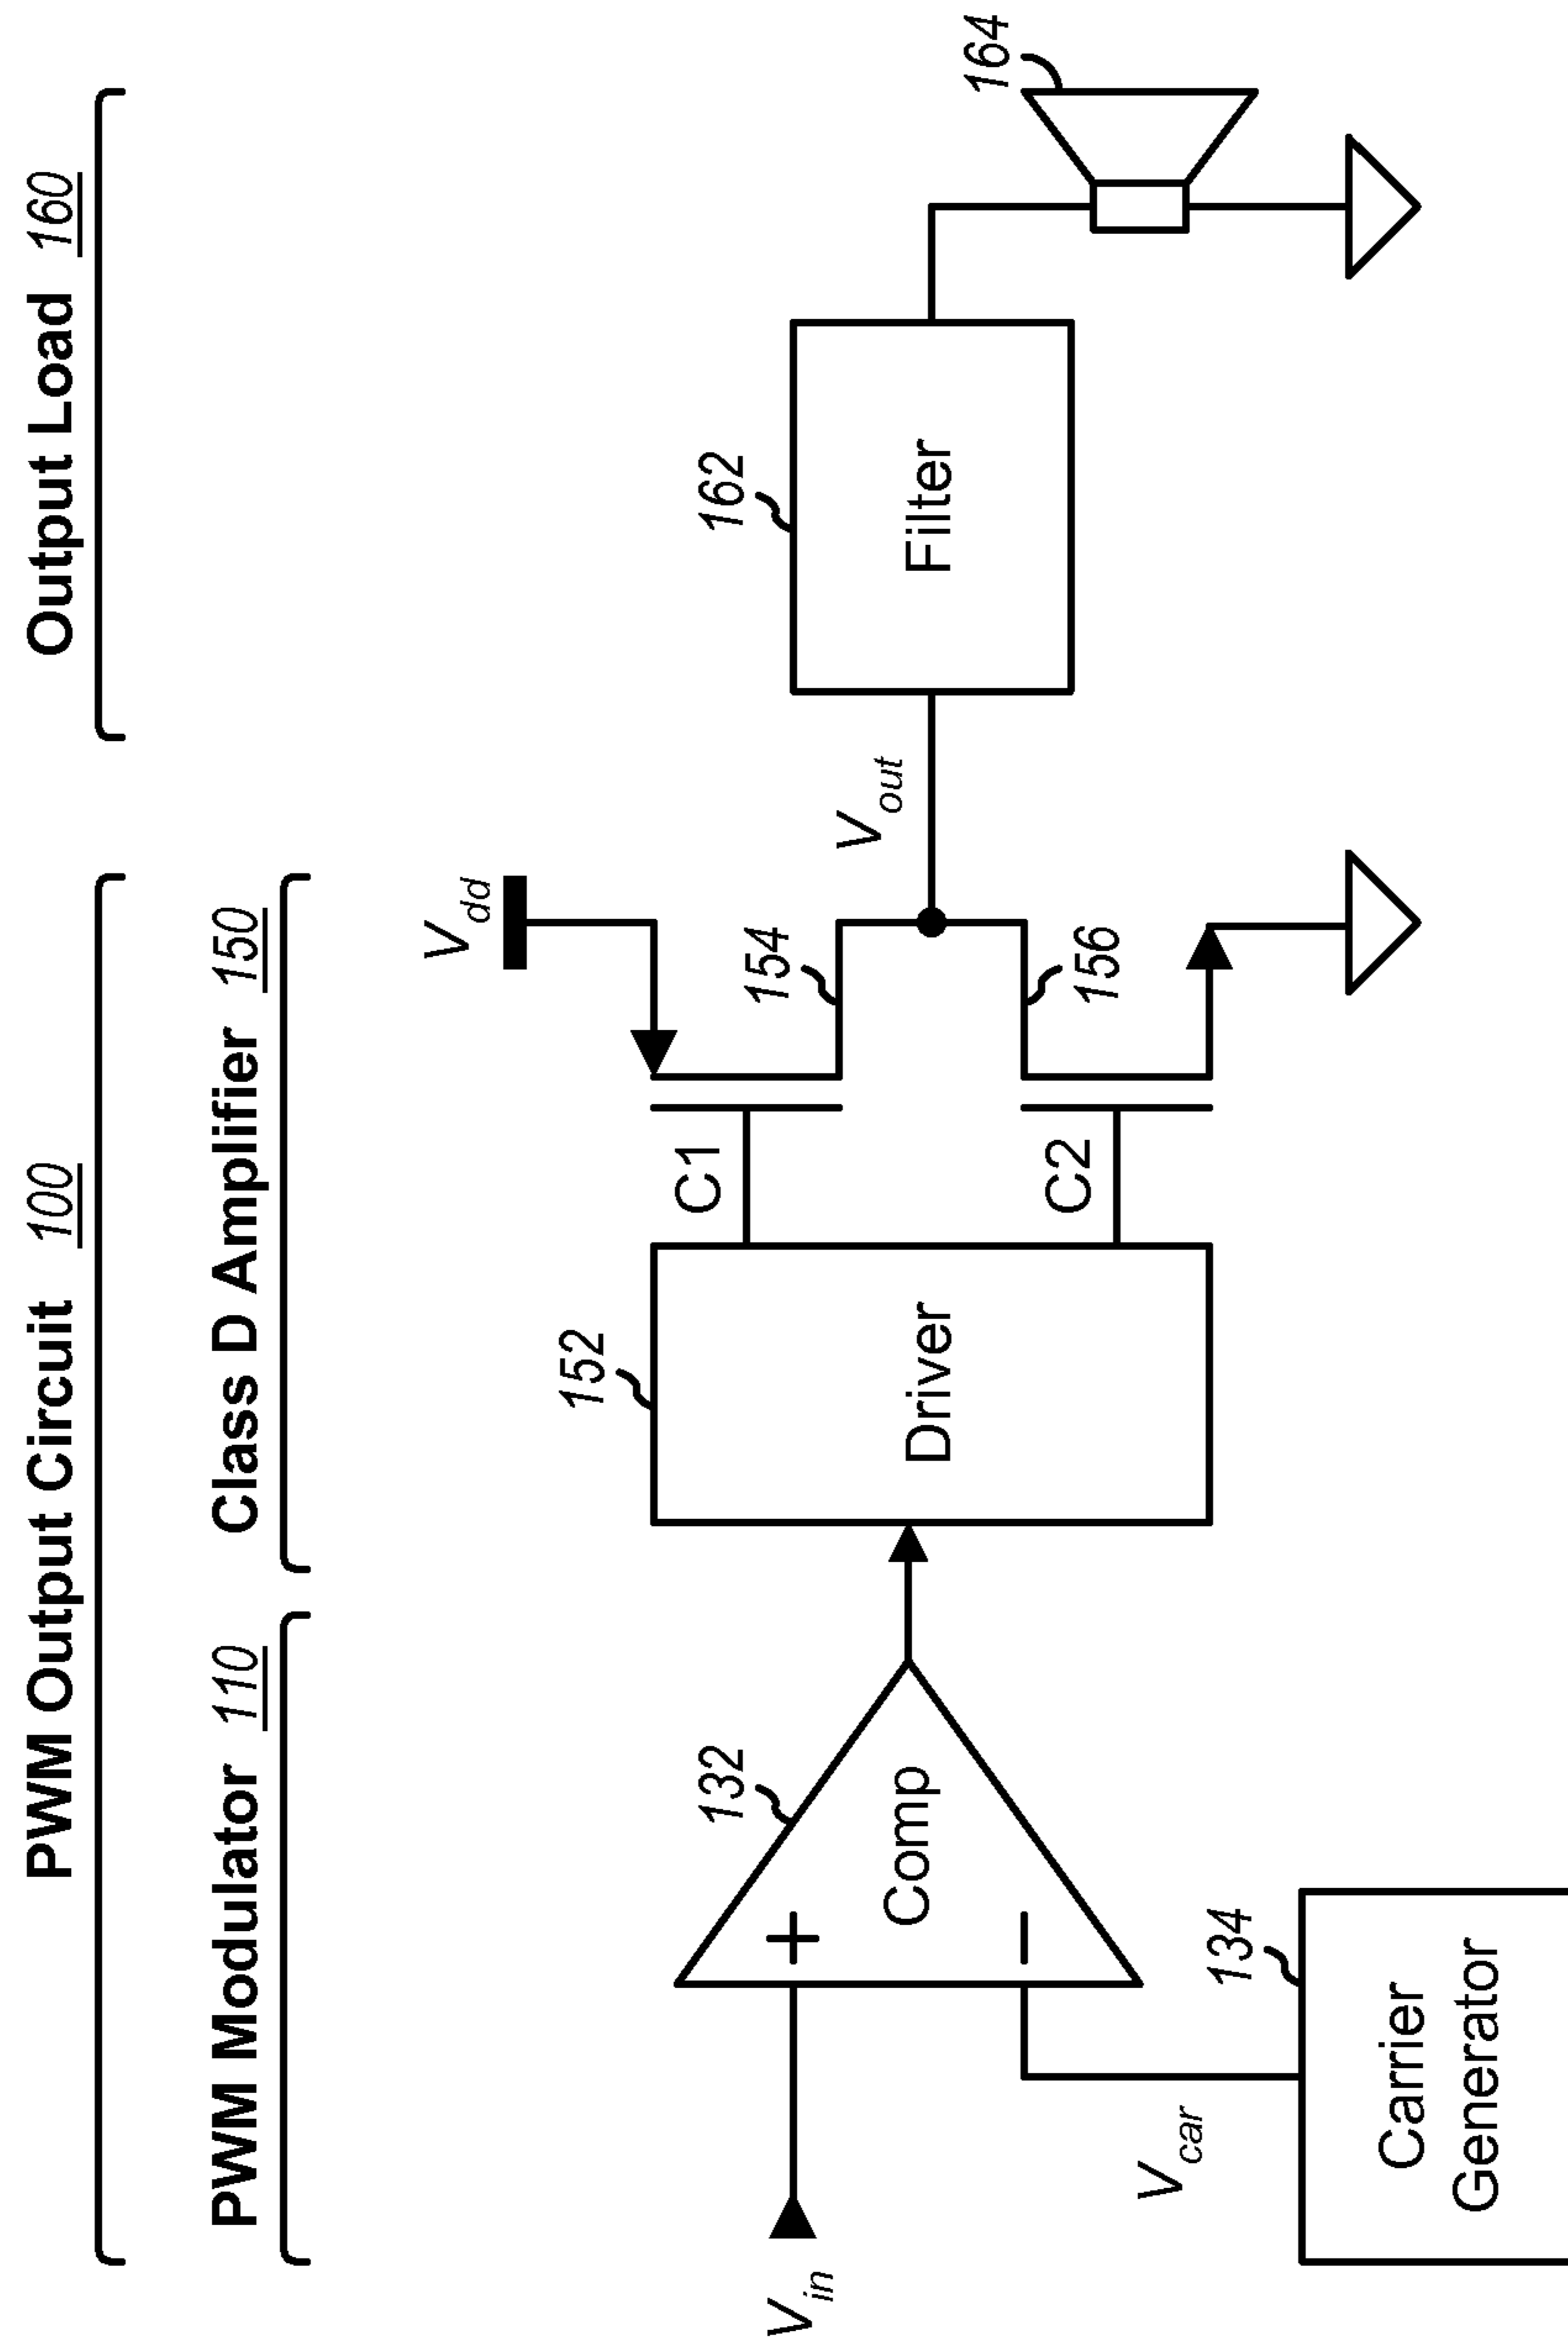 PWM Output Circuit 100
Output Load 160
PWM Modulator 110
Class D Amplifier 150
Vdd
152
132
162
154
C1
Vout
164
Vin
+
Comp
Driver
Filter
−
C2
156
Vcar
134
Carrier
Generator